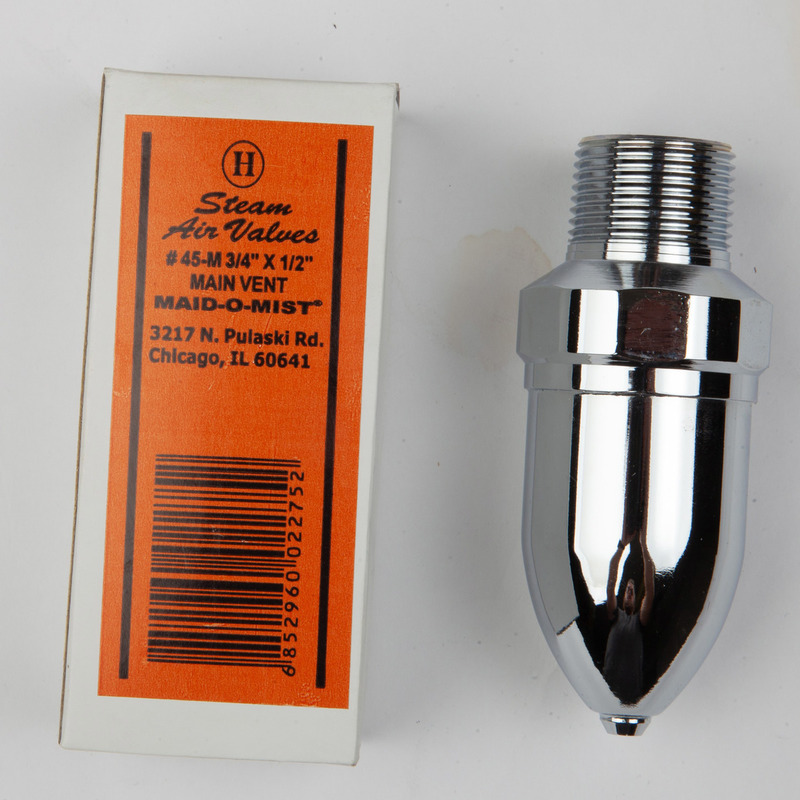 H
Steam
Air Valves
# 45-M 3/4" X 1/2"
MAIN VENT
MAID-O-MIST®
3217 N. Pulaski Rd.
Chicago, IL 60641
6 852960 022752